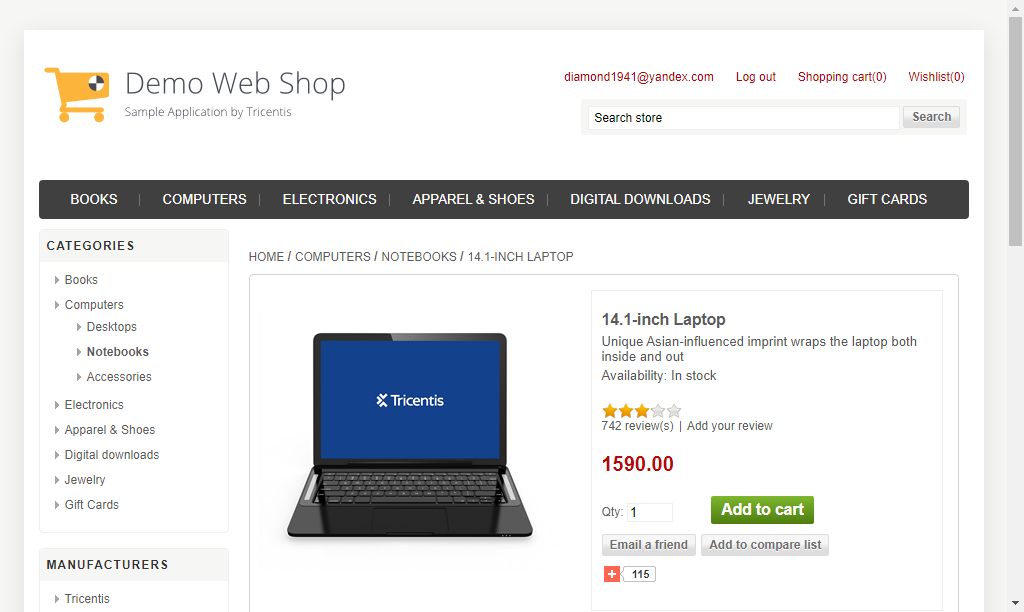 Demo Web Shop
Sample Application by Tricentis
diamond1941@yandex.com Log out Shopping cart(0) Wishlist(0)
Search store Search
BOOKS COMPUTERS ELECTRONICS APPAREL & SHOES DIGITAL DOWNLOADS JEWELRY GIFT CARDS
CATEGORIES
Books
Computers
Desktops
Notebooks
Accessories
Electronics
Apparel & Shoes
Digital downloads
Jewelry
Gift Cards
MANUFACTURERS
Tricentis
HOME / COMPUTERS / NOTEBOOKS / 14.1-INCH LAPTOP
Tricentis
14.1-inch Laptop
Unique Asian-influenced imprint wraps the laptop both
inside and out
Availability: In stock
742 review(s) | Add your review
1590.00
Qty: 1 Add to cart
Email a friend Add to compare list
+ 115